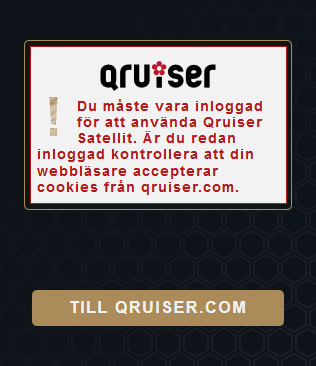 QRUISER
! Du måste vara inloggad
för att använda Qruiser
Satellit. Är du redan
inloggad kontrollera att din
webbläsare accepterar
cookies från qruiser.com.
TILL QRUISER.COM